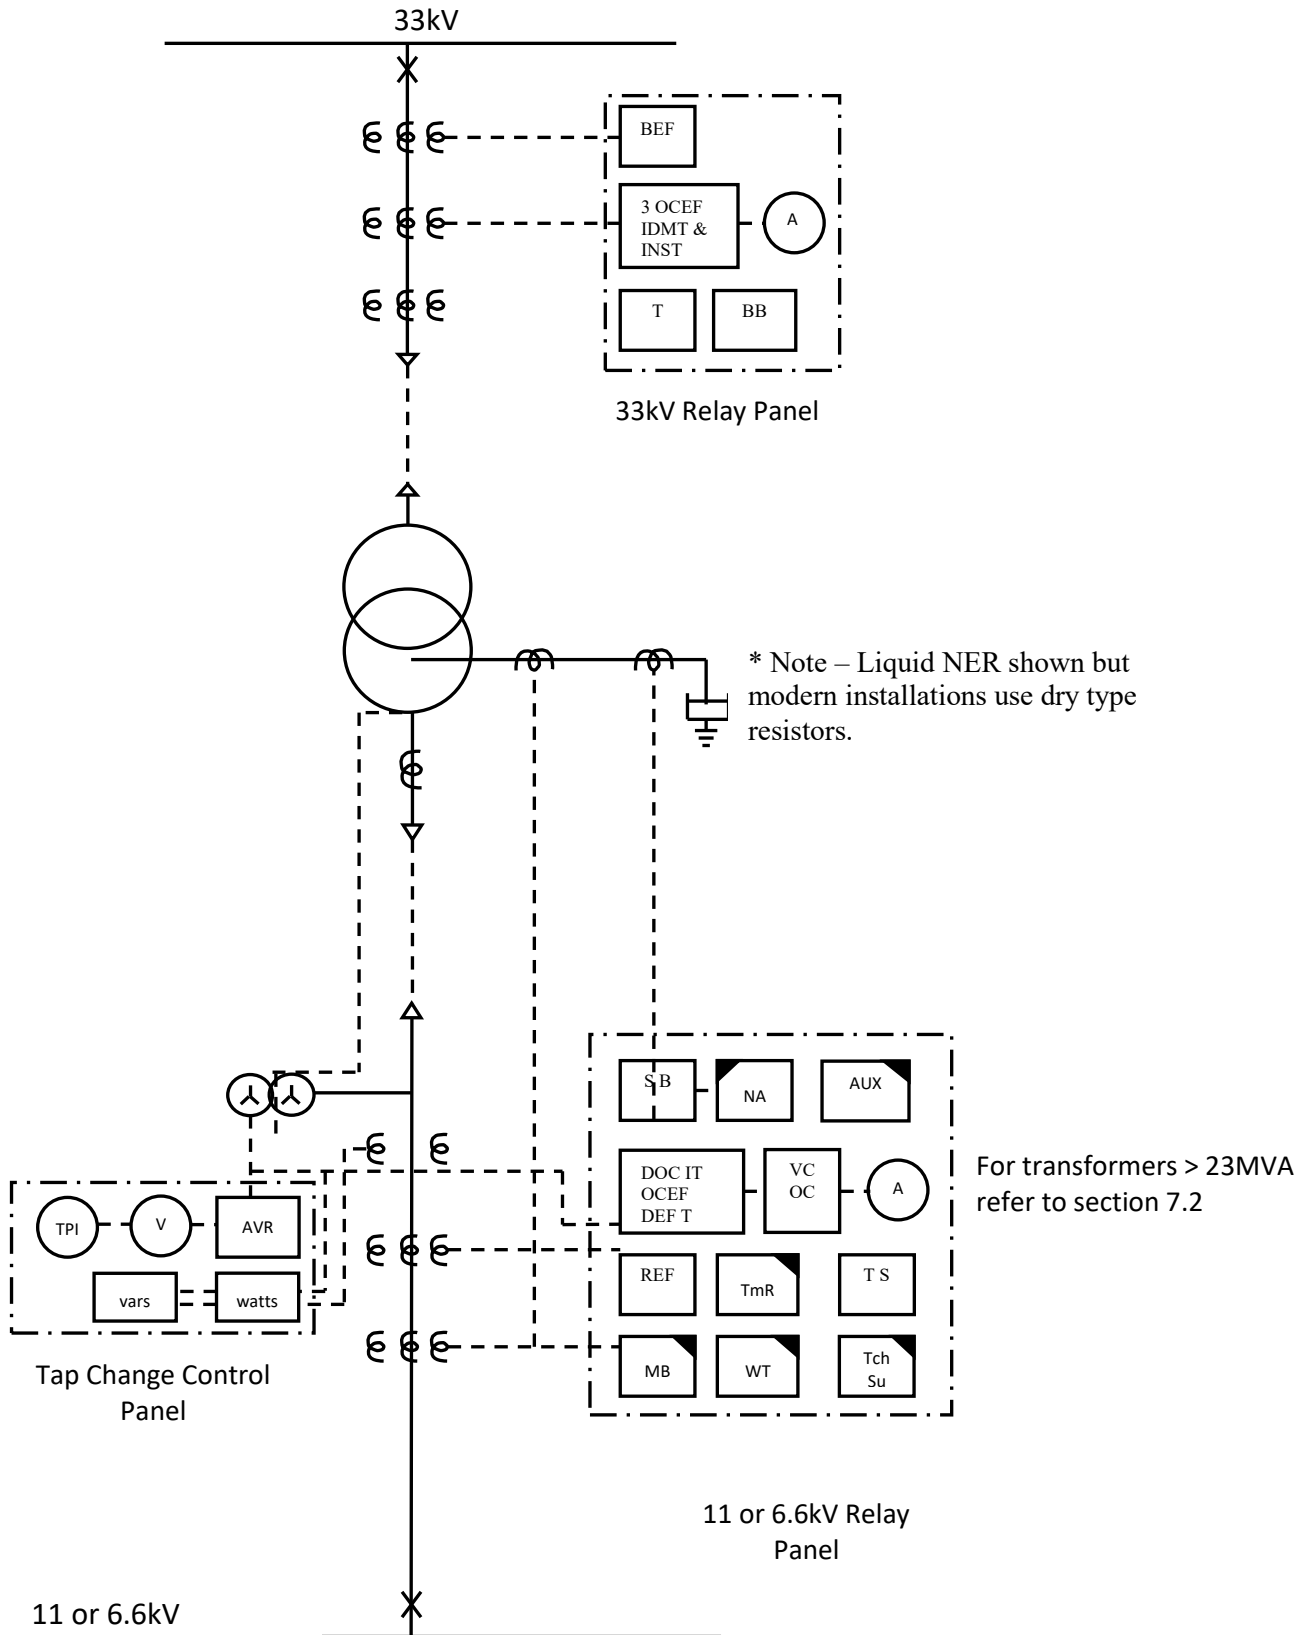 33kV
BEF
3 OCEF
IDMT &
INST
A
T
BB
33kV Relay Panel
* Note – Liquid NER shown but
modern installations use dry type
resistors.
S B
NA
AUX
DOC IT
OCEF
DEF T
VC
OC
A
For transformers > 23MVA
refer to section 7.2
TPI
V
AVR
REF
TmR
T S
vars
watts
MB
WT
Tch
Su
Tap Change Control
Panel
11 or 6.6kV Relay
Panel
11 or 6.6kV